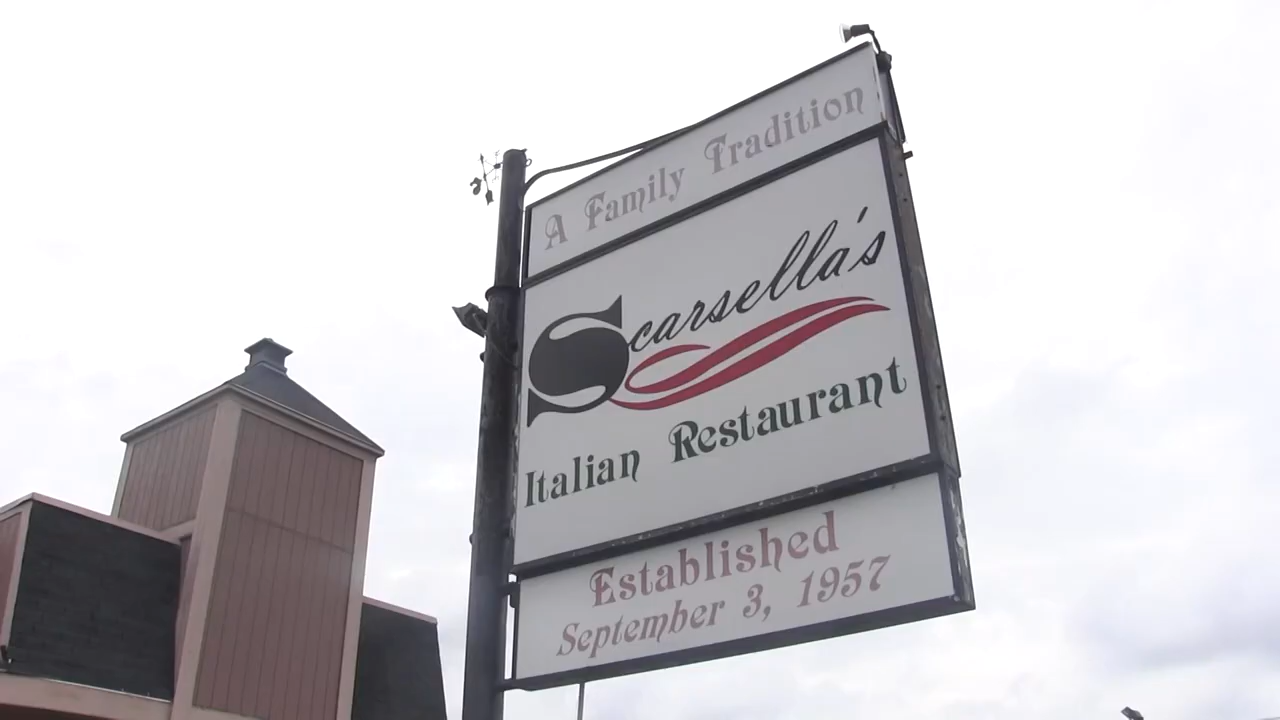 A Family Tradition
Scarsella's
Italian Restaurant
Established
September 3, 1957